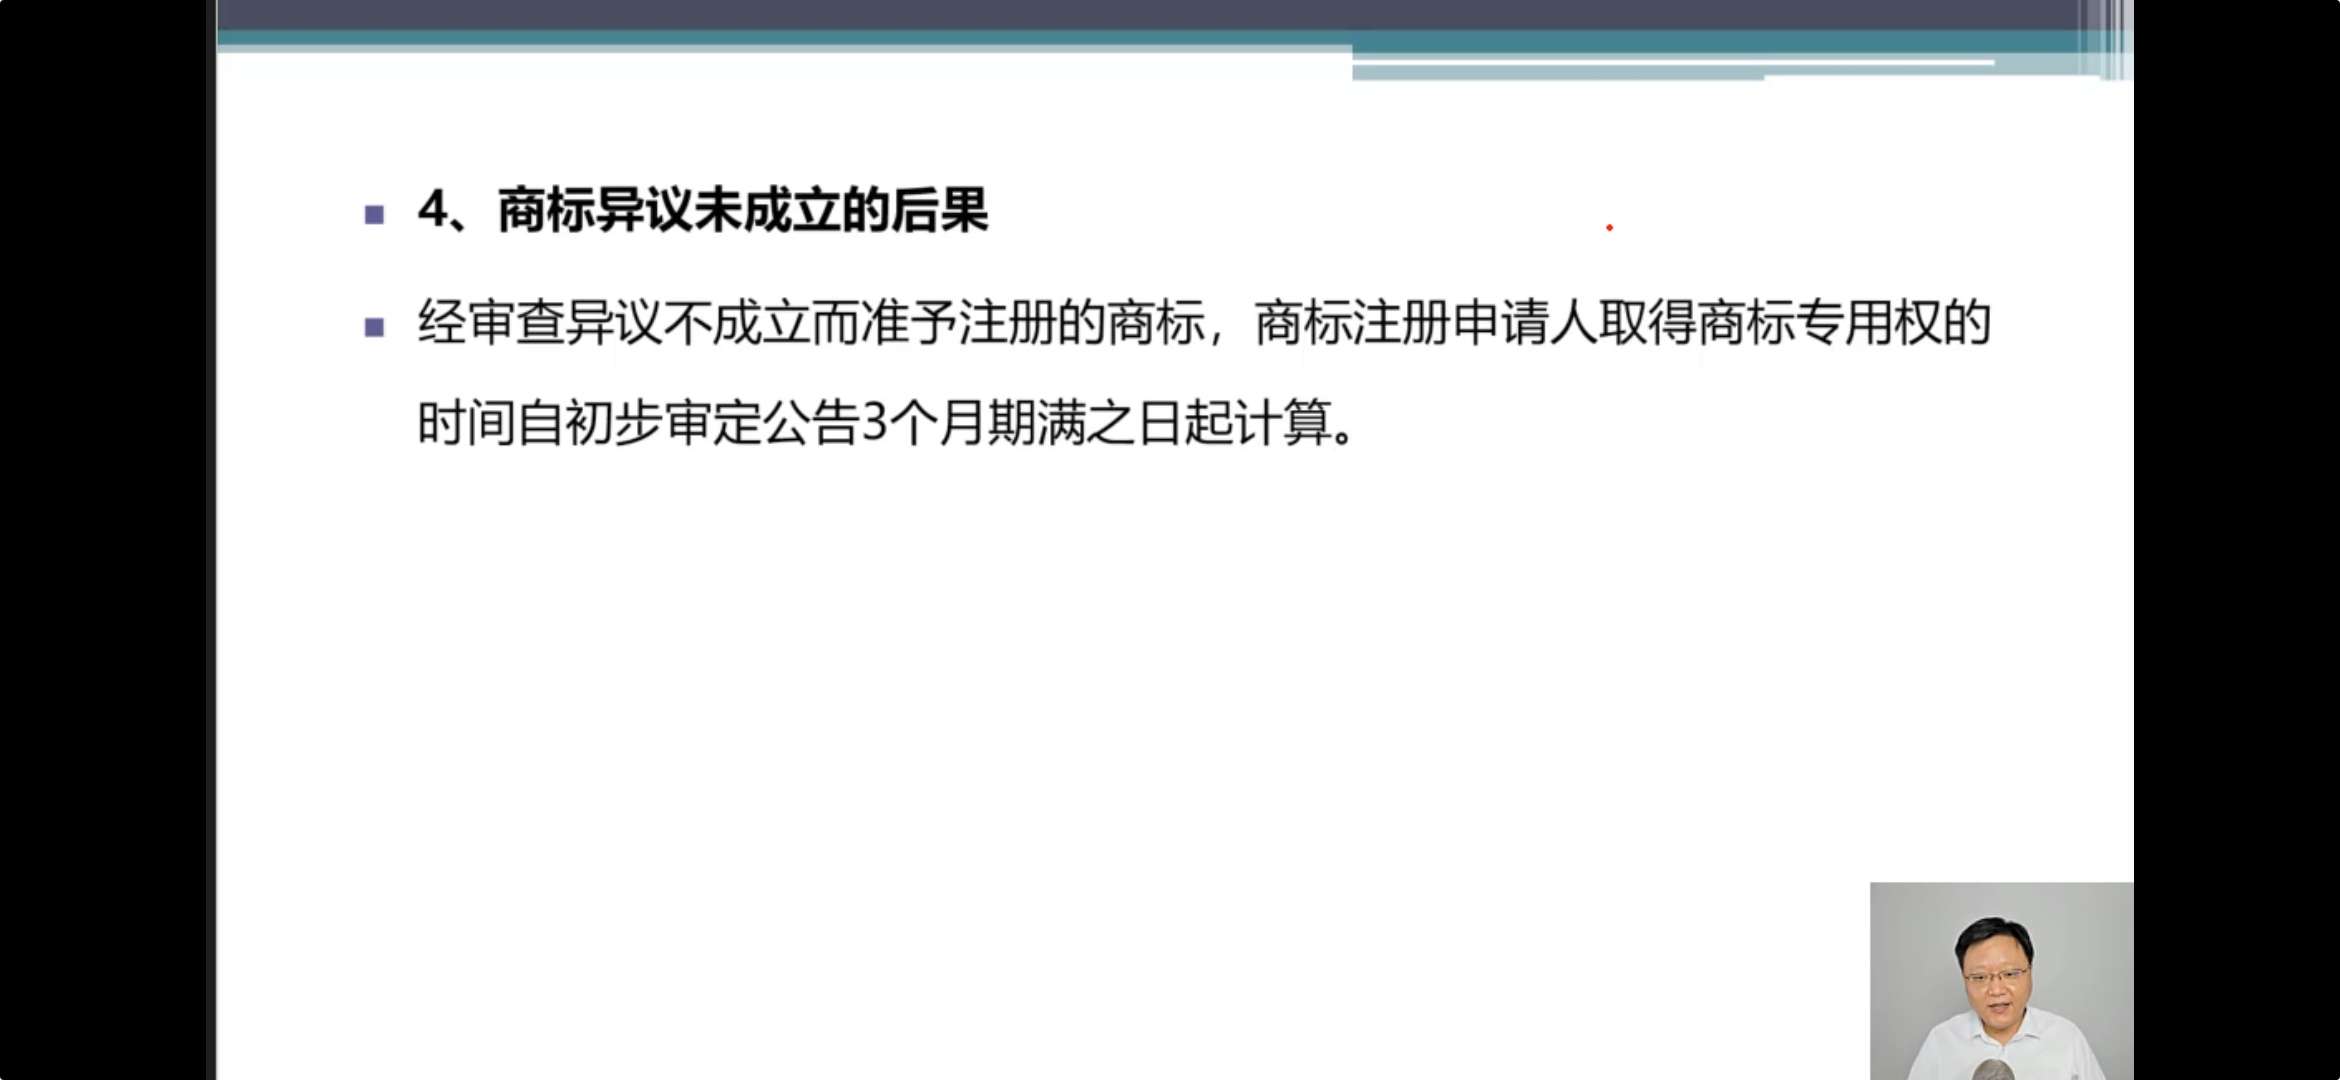 4、商标异议未成立的后果
经审查异议不成立而准予注册的商标，商标注册申请人取得商标专用权的
时间自初步审定公告3个月期满之日起计算。